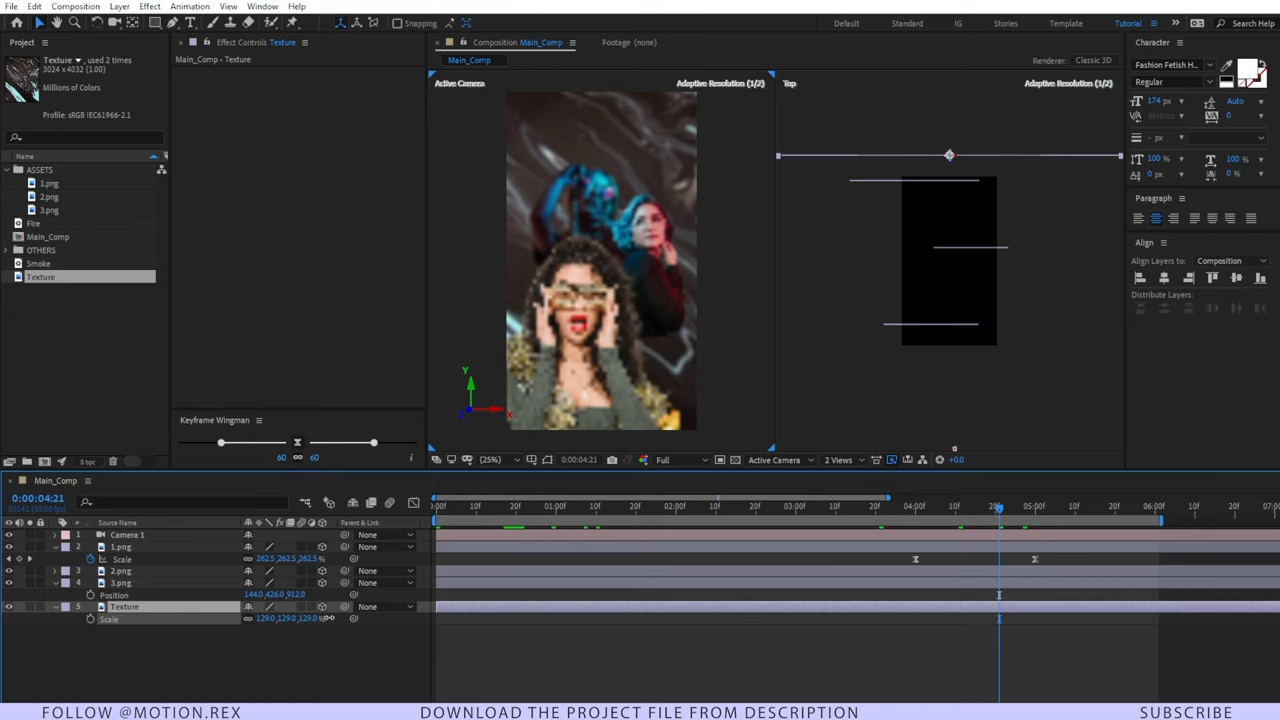 File Edit Composition Layer Effect Animation View Window Help
Snapping Default Standard IG Stories Template Tutorial Search Help
Project
Texture , used 2 times
3024 x 4032 (1.00)
Millions of Colors
Profile: sRGB IEC61966-2.1
Name
ASSETS
1.png
2.png
3.png
Fire
Main_Comp
OTHERS
Smoke
Texture
8 bpc
Effect Controls Texture
Main_Comp • Texture
Keyframe Wingman
60 60
Composition Main_Comp Footage (none)
Main_Comp Renderer: Classic 3D
Active Camera Adaptive Resolution (1/2) Top Adaptive Resolution (1/2)
Y
Z X
(25%) 0:00:04:21 Full Active Camera 2 Views +0.0
Character
Fashion Fetish H...
Regular
174 px Auto
Metrics 0
- px
100 % 100 %
0 px 0 %
Paragraph
Align
Align Layers to: Composition
Distribute Layers:
Main_Comp
0:00:04:21
00141 (30.00 fps)
:00f 10f 20f 01:00f 10f 20f 02:00f 10f 20f 03:00f 10f 20f 04:00f 10f 20f 05:00f 10f 20f 06:00f 10f 20f 07:00
# Source Name Parent & Link
1 Camera 1 None
2 1.png None
Scale 262.5,262.5,262.5%
3 2.png None
4 3.png None
Position 144.0,426.0,912.0
5 Texture None
Scale 129.0,129.0,129.0%
FOLLOW @MOTION.REX DOWNLOAD THE PROJECT FILE FROM DESCRIPTION SUBSCRIBE